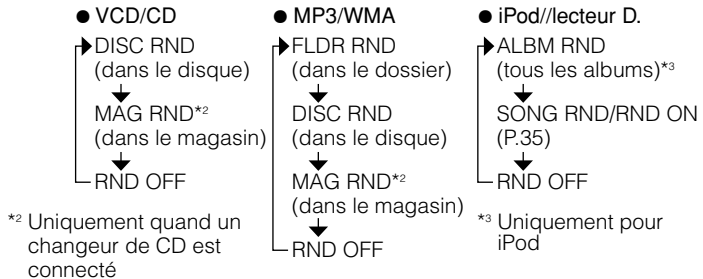 ● VCD/CD
DISC RND
(dans le disque)
MAG RND*2
(dans le magasin)
RND OFF
*2 Uniquement quand un
changeur de CD est
connecté
● MP3/WMA
FLDR RND
(dans le dossier)
DISC RND
(dans le disque)
MAG RND*2
(dans le magasin)
RND OFF
● iPod//lecteur D.
ALBM RND
(tous les albums)*3
SONG RND/RND ON
(P.35)
RND OFF
*3 Uniquement pour
iPod